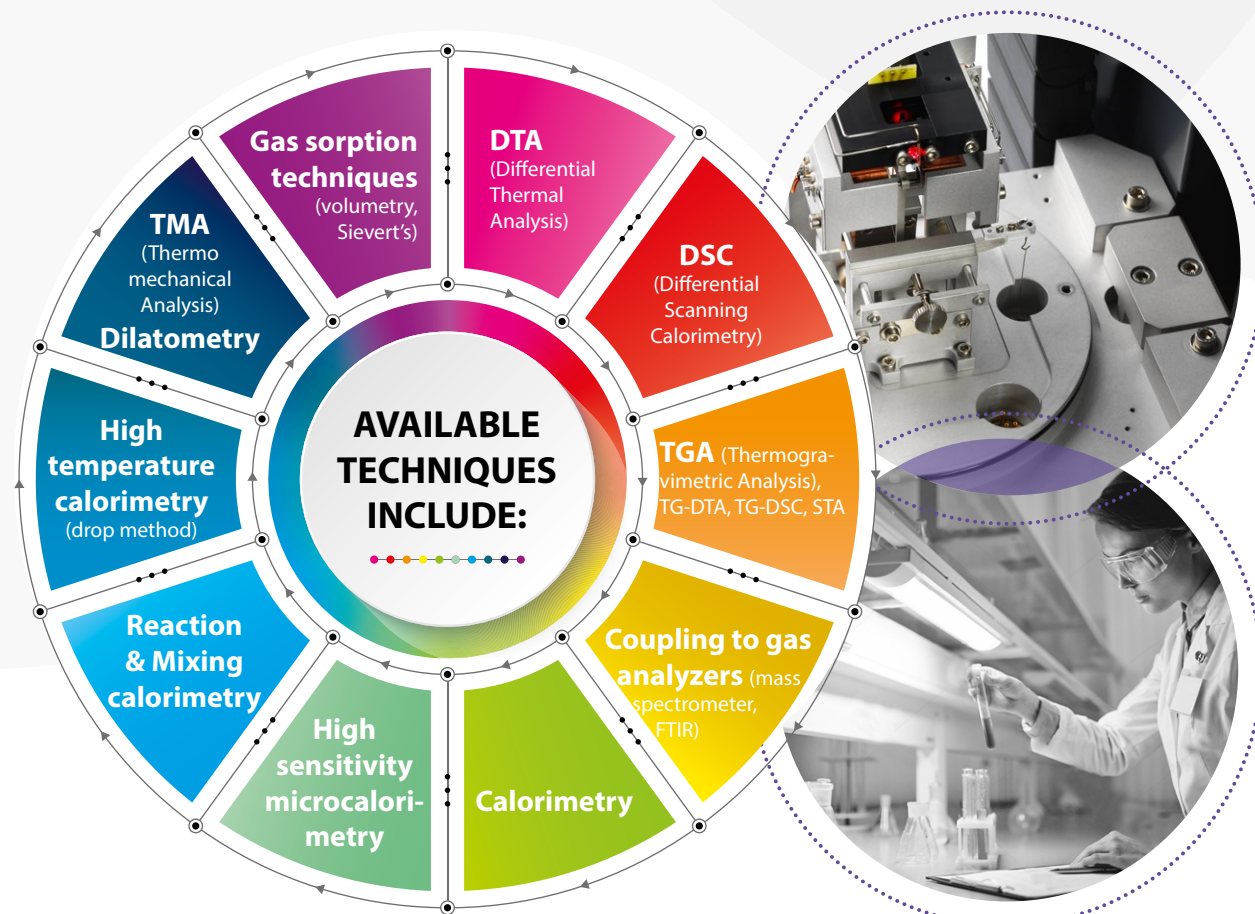 AVAILABLE
TECHNIQUES
INCLUDE:
DTA
(Differential
Thermal
Analysis)
DSC
(Differential
Scanning
Calorimetry)
TGA (Thermogra-
vimetric Analysis),
TG-DTA, TG-DSC, STA
Coupling to gas
analyzers (mass
spectrometer,
FTIR)
Calorimetry
High
sensitivity
microcalori-
metry
Reaction
& Mixing
calorimetry
High
temperature
calorimetry
(drop method)
TMA
(Thermo
mechanical
Analysis)
Dilatometry
Gas sorption
techniques
(volumetry,
Sievert’s)